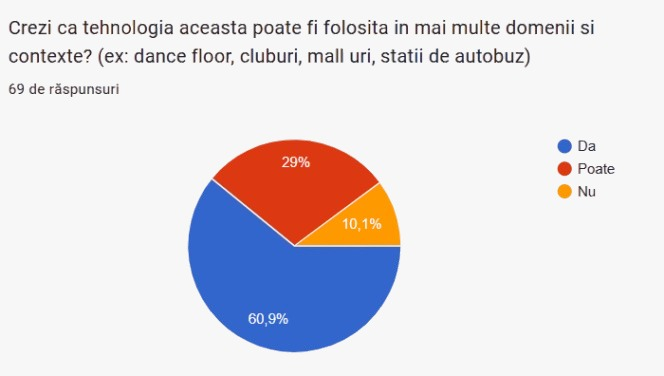 Crezi ca tehnologia aceasta poate fi folosita in mai multe domenii si
contexte? (ex: dance floor, cluburi, mall uri, statii de autobuz)
69 de răspunsuri
Da
Poate
Nu
29%
10,1%
60,9%